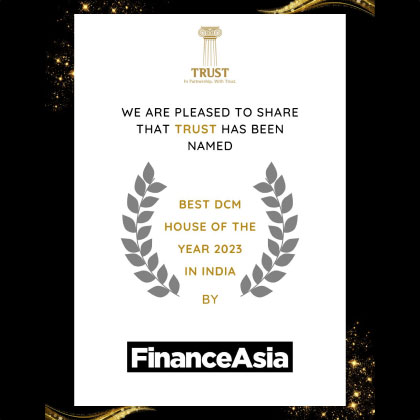 TRUST
In Partnership. With Trust.
WE ARE PLEASED TO SHARE
THAT TRUST HAS BEEN
NAMED
BEST DCM
HOUSE OF THE
YEAR 2023
IN INDIA
BY
FinanceAsia